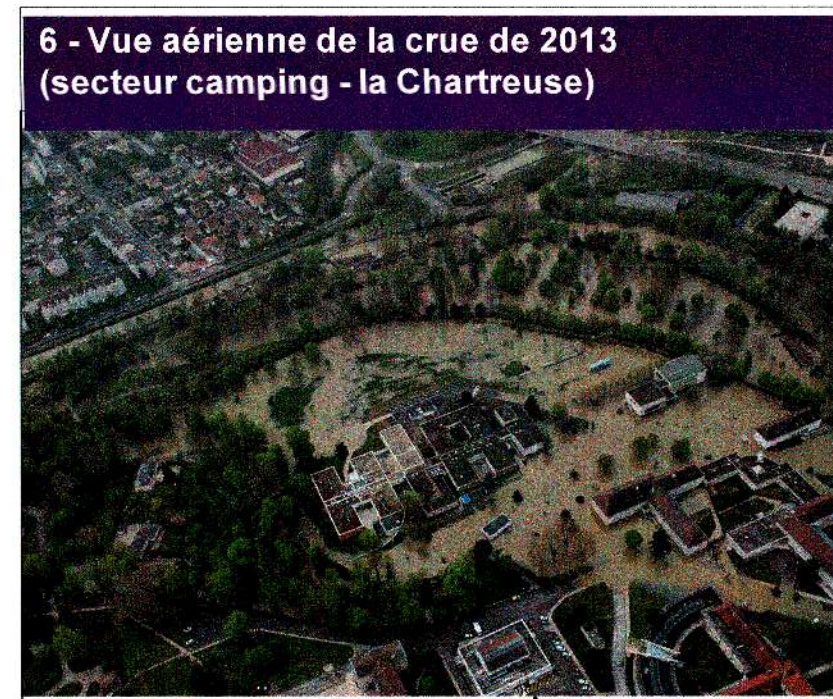 6 - Vue aérienne de la crue de 2013
(secteur camping - la Chartreuse)